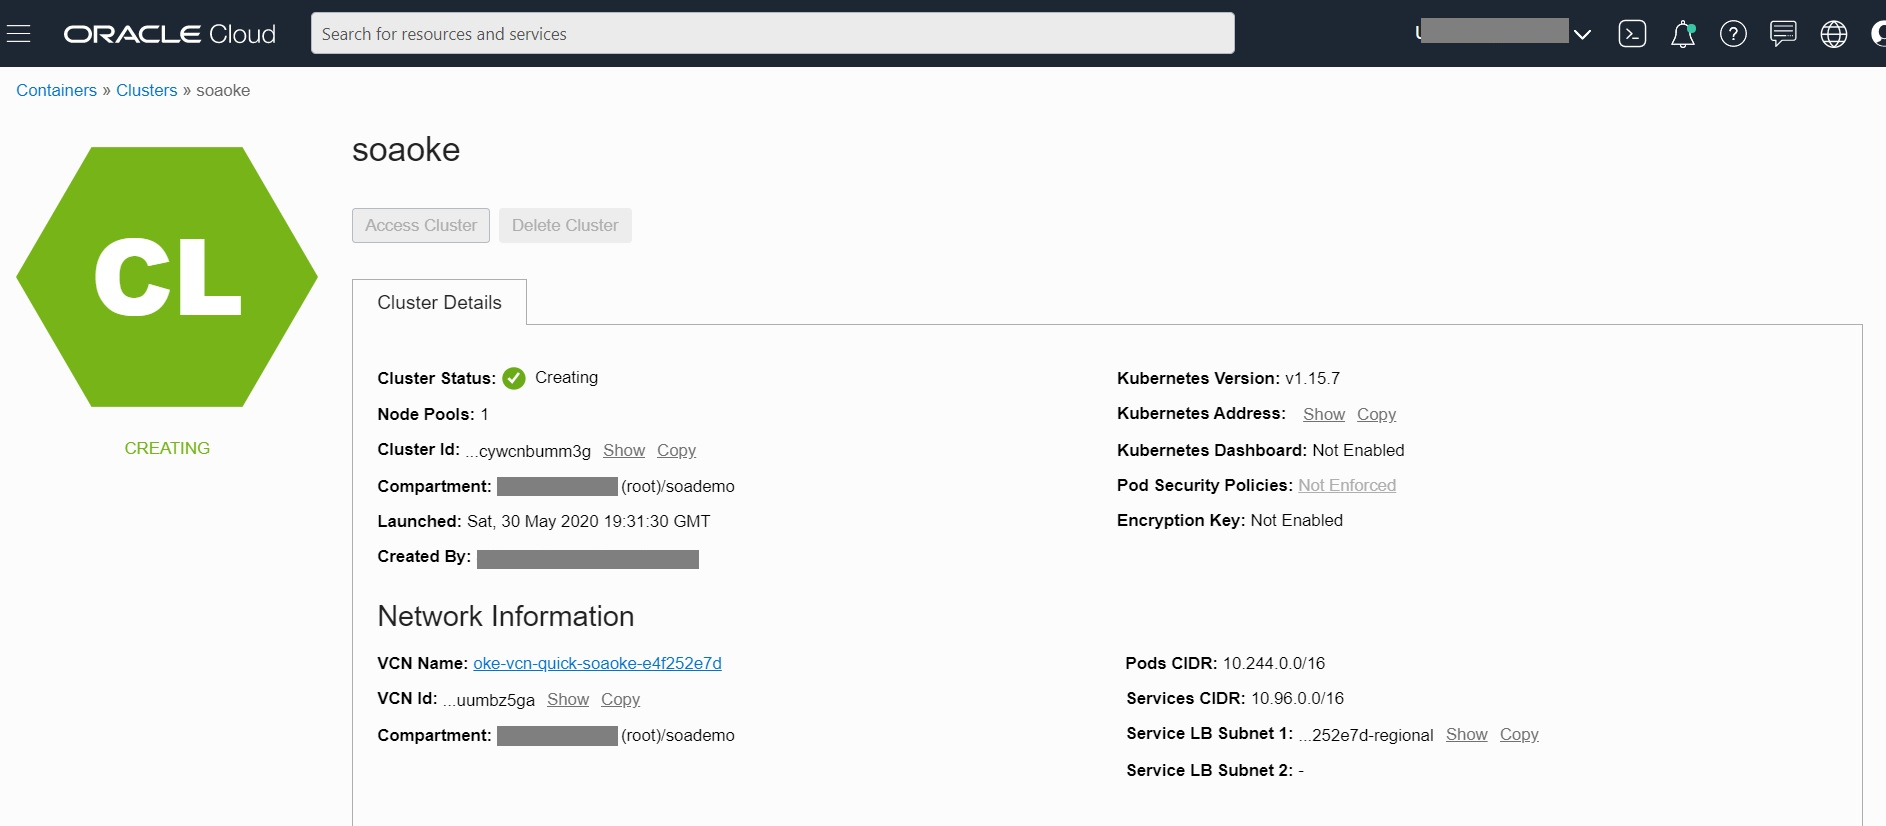 ORACLE Cloud
Search for resources and services
Containers » Clusters » soaoke
CL
CREATING
soaoke
Access Cluster
Delete Cluster
Cluster Details
Cluster Status: Creating
Node Pools: 1
Cluster Id: ...cywcnbumm3g Show Copy
Compartment: (root)/soademo
Launched: Sat, 30 May 2020 19:31:30 GMT
Created By:
Kubernetes Version: v1.15.7
Kubernetes Address: Show Copy
Kubernetes Dashboard: Not Enabled
Pod Security Policies: Not Enforced
Encryption Key: Not Enabled
Network Information
VCN Name: oke-vcn-quick-soaoke-e4f252e7d
VCN Id: ...uumbz5ga Show Copy
Compartment: (root)/soademo
Pods CIDR: 10.244.0.0/16
Services CIDR: 10.96.0.0/16
Service LB Subnet 1: ...252e7d-regional Show Copy
Service LB Subnet 2: -